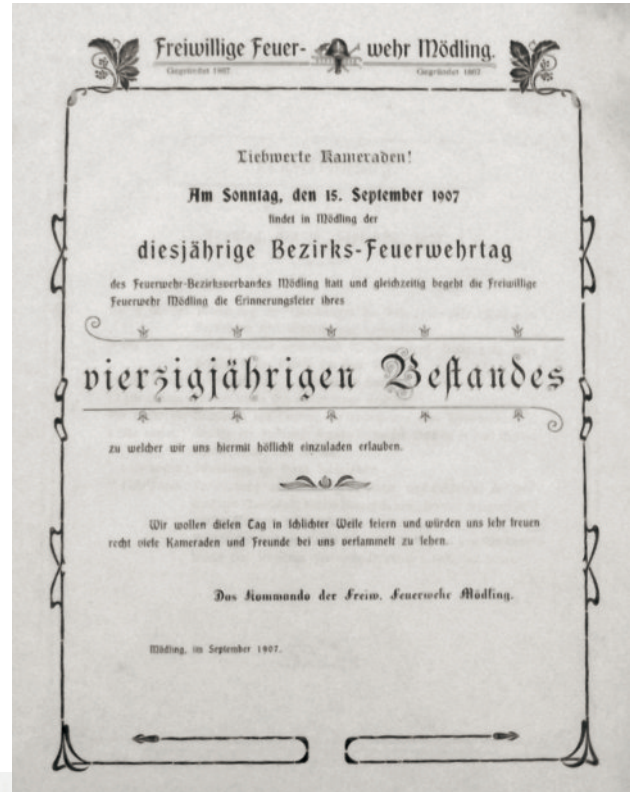 Freiwillige Feuer- wehr Mödling.
Gegründet 1867 Gegründet 1867
Liebwerte Kameraden!
Am Sonntag, den 15. September 1907
findet in Mödling der
diesjährige Bezirks-Feuerwehrtag
des Feuerwehr-Bezirksverbandes Mödling statt und gleichzeitig begeht die Freiwillige
Feuerwehr Mödling die Erinnerungsfeier ihres
vierzigjährigen Bestandes
zu welcher wir uns hiermit höflichst einzuladen erlauben.
Wir wollen diesen Tag in schlichter Weise feiern und würden uns sehr freuen
recht viele Kameraden und Freunde bei uns versammelt zu sehen.
Das Kommando der Freiw. Feuerwehr Mödling.
Mödling, im September 1907.